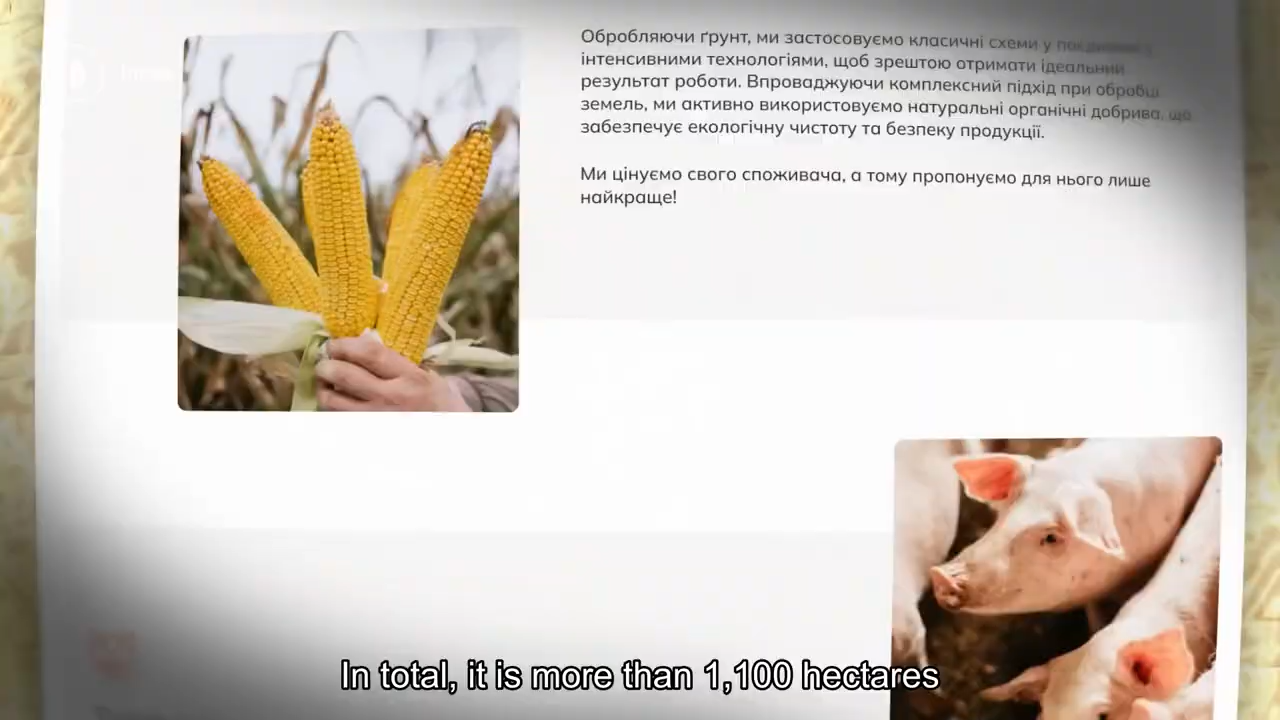 Обробляючи ґрунт, ми застосовуємо класичні схеми у поєднанні з
інтенсивними технологіями, щоб зрештою отримати ідеальний
результат роботи. Впроваджуючи комплексний підхід при обробці
земель, ми активно використовуємо натуральні органічні добрива, що
забезпечує екологічну чистоту та безпеку продукції.
Ми цінуємо свого споживача, а тому пропонуємо для нього лише
найкраще!
In total, it is more than 1,100 hectares